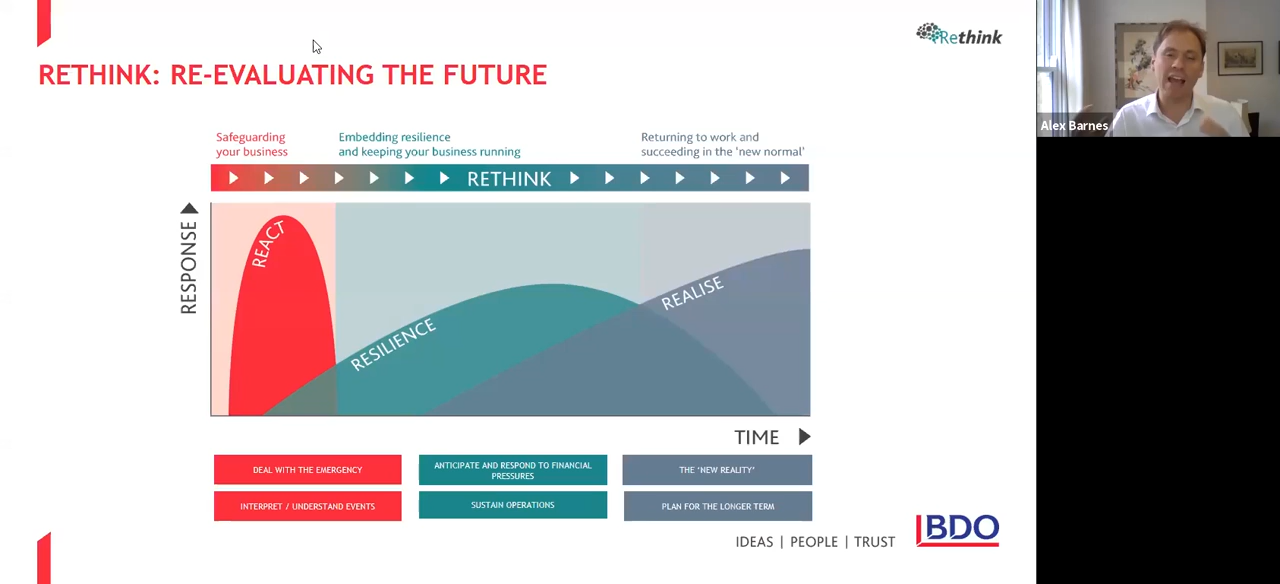 Rethink
RETHINK: RE-EVALUATING THE FUTURE
Alex Barnes
Safeguarding
your business
Embedding resilience
and keeping your business running
Returning to work and
succeeding in the 'new normal'
RETHINK
RESPONSE
REACT
RESILIENCE
REALISE
TIME
DEAL WITH THE EMERGENCY
ANTICIPATE AND RESPOND TO FINANCIAL
PRESSURES
THE 'NEW REALITY'
INTERPRET / UNDERSTAND EVENTS
SUSTAIN OPERATIONS
PLAN FOR THE LONGER TERM
IDEAS | PEOPLE | TRUST
BDO